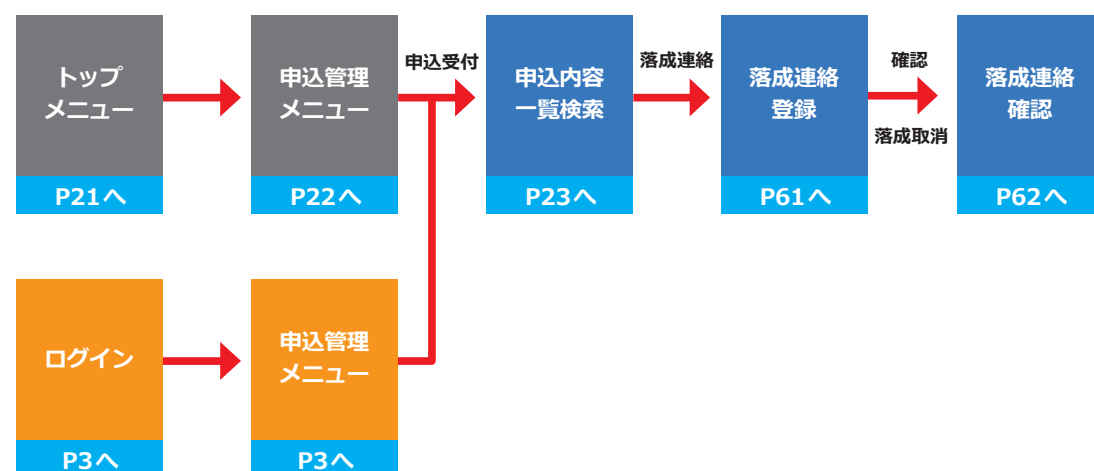 トップ
メニュー
P21へ
申込管理
メニュー
P22へ
申込受付
申込内容
一覧検索
P23へ
落成連絡
落成連絡
登録
P61へ
確認
落成取消
落成連絡
確認
P62へ
ログイン
P3へ
申込管理
メニュー
P3へ